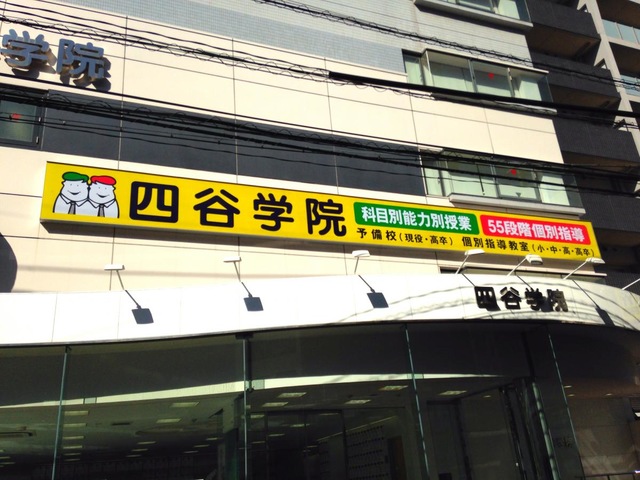 学院
四谷学院
科目別能力別授業
55段階個別指導
予備校(現役・高卒) 個別指導教室(小・中・高・高卒)
四谷学院